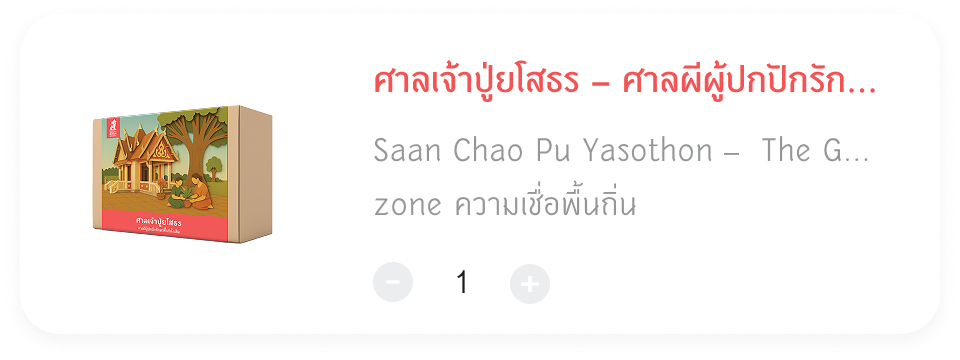 ศาลเจ้าปู่ยโสธร – ศาลผีผู้ปกปักรัก...
Saan Chao Pu Yasothon – The G...
zone ความเชื่อพื้นถิ่น
ศาลเจ้าปู่ยโสธร
- 1 +